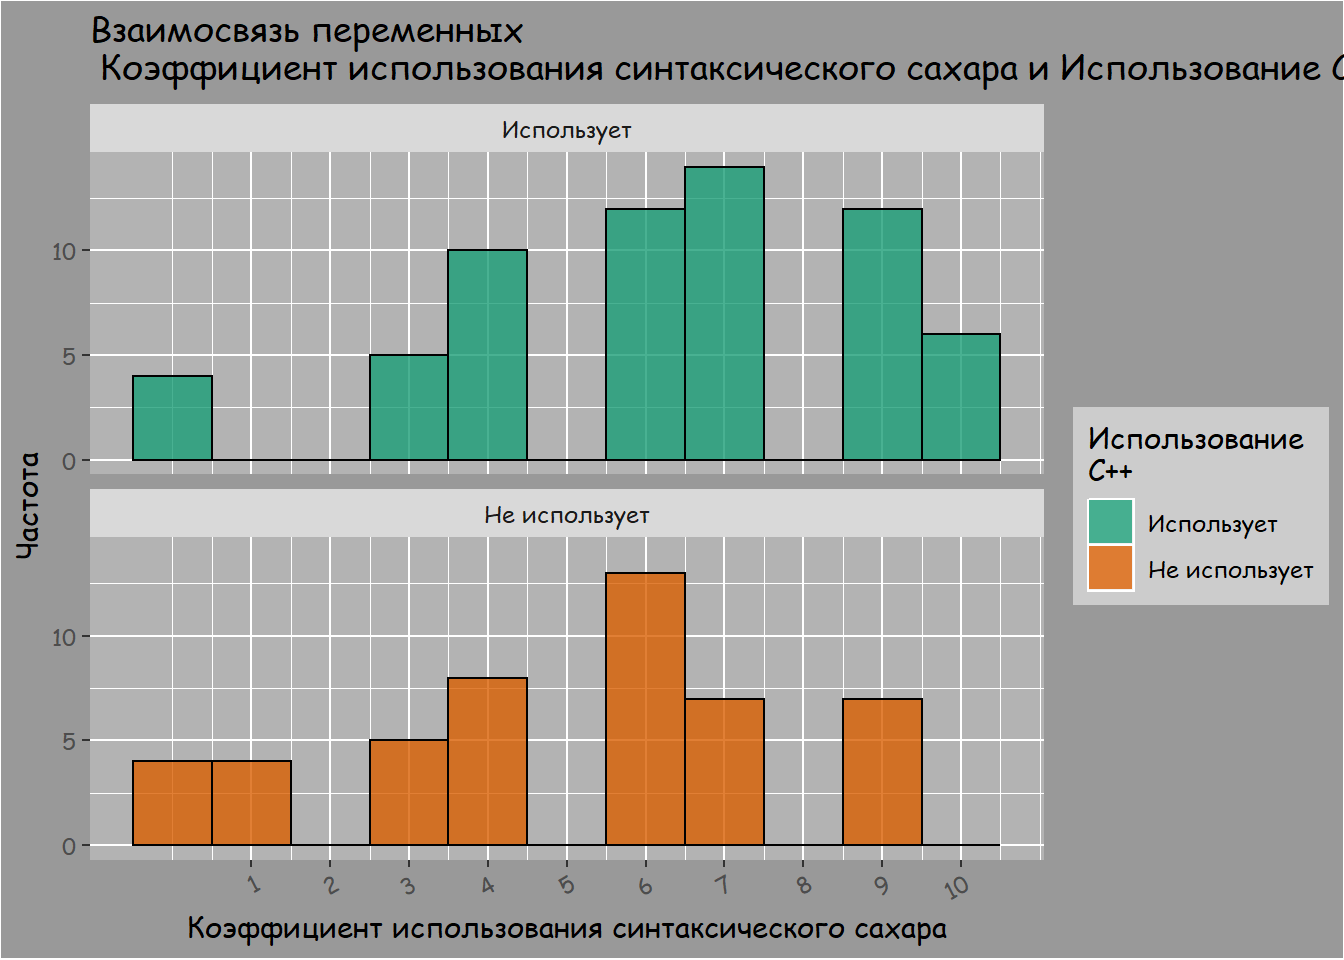 Взаимосвязь переменных
Коэффициент использования синтаксического сахара и Использование
Использует
10
5
0
Не использует
10
5
0
1 2 3 4 5 6 7 8 9 10
Частота
Коэффициент использования синтаксического сахара
Использование
C++
Использует
Не использует